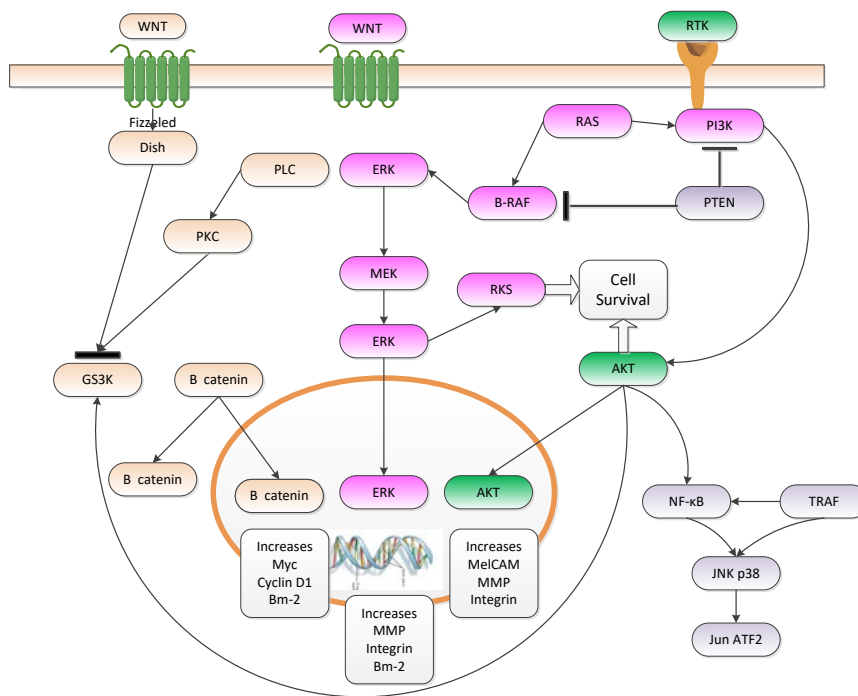 WNT
WNT
RTK
Fizzeled
Dish
PLC
ERK
RAS
PI3K
B-RAF
PTEN
PKC
MEK
RKS
Cell
Survival
ERK
GS3K
B catenin
AKT
B catenin
B catenin
ERK
AKT
NF-κB
TRAF
Increases
Myc
Cyclin D1
Bm-2
Increases
MMP
Integrin
Bm-2
Increases
MelCAM
MMP
Integrin
JNK p38
Jun ATF2